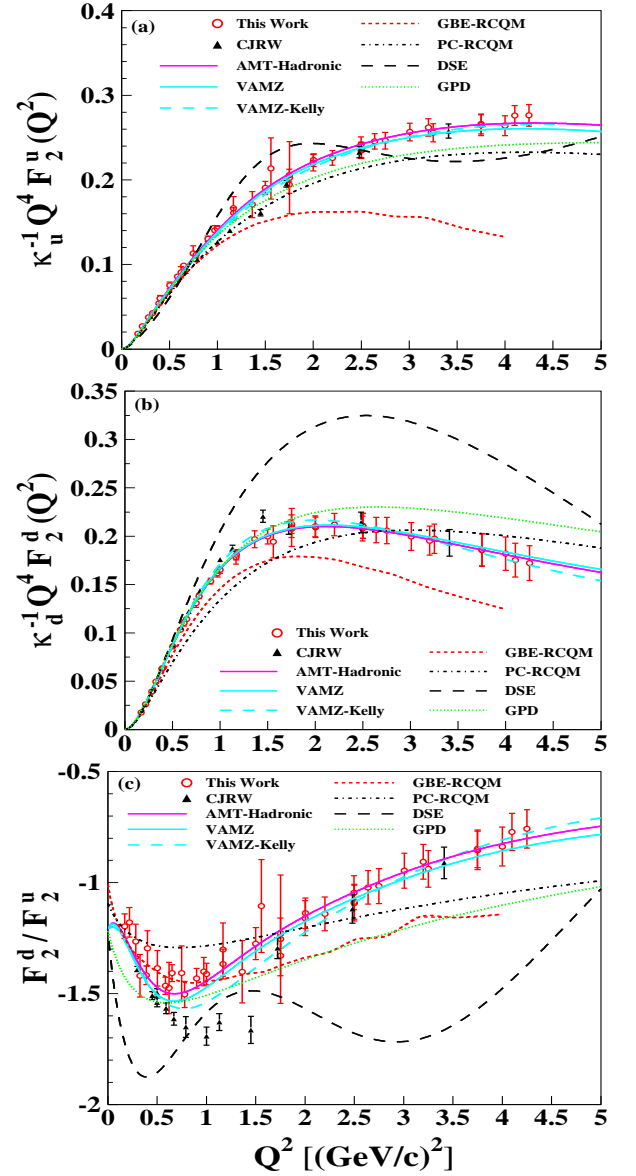 0.4
(a)
This Work
GBE-RCQM
CJRW
PC-RCQM
AMT-Hadronic
DSE
VAMZ
GPD
VAMZ-Kelly
0.3
0.2
0.1
0
κ_u^-1 Q^4 F_2^u (Q^2)
0 0.5 1 1.5 2 2.5 3 3.5 4 4.5 5
0.35
(b)
0.3
0.25
0.2
0.15
0.1
0.05
0
κ_d^-1 Q^4 F_2^d (Q^2)
This Work
CJRW
GBE-RCQM
AMT-Hadronic
PC-RCQM
VAMZ
DSE
VAMZ-Kelly
GPD
0 0.5 1 1.5 2 2.5 3 3.5 4 4.5 5
-0.5
(c)
This Work
GBE-RCQM
CJRW
PC-RCQM
AMT-Hadronic
DSE
VAMZ
GPD
VAMZ-Kelly
-1
-1.5
-2
F_2^d / F_2^u
0 0.5 1 1.5 2 2.5 3 3.5 4 4.5 5
Q^2 [(GeV/c)^2]